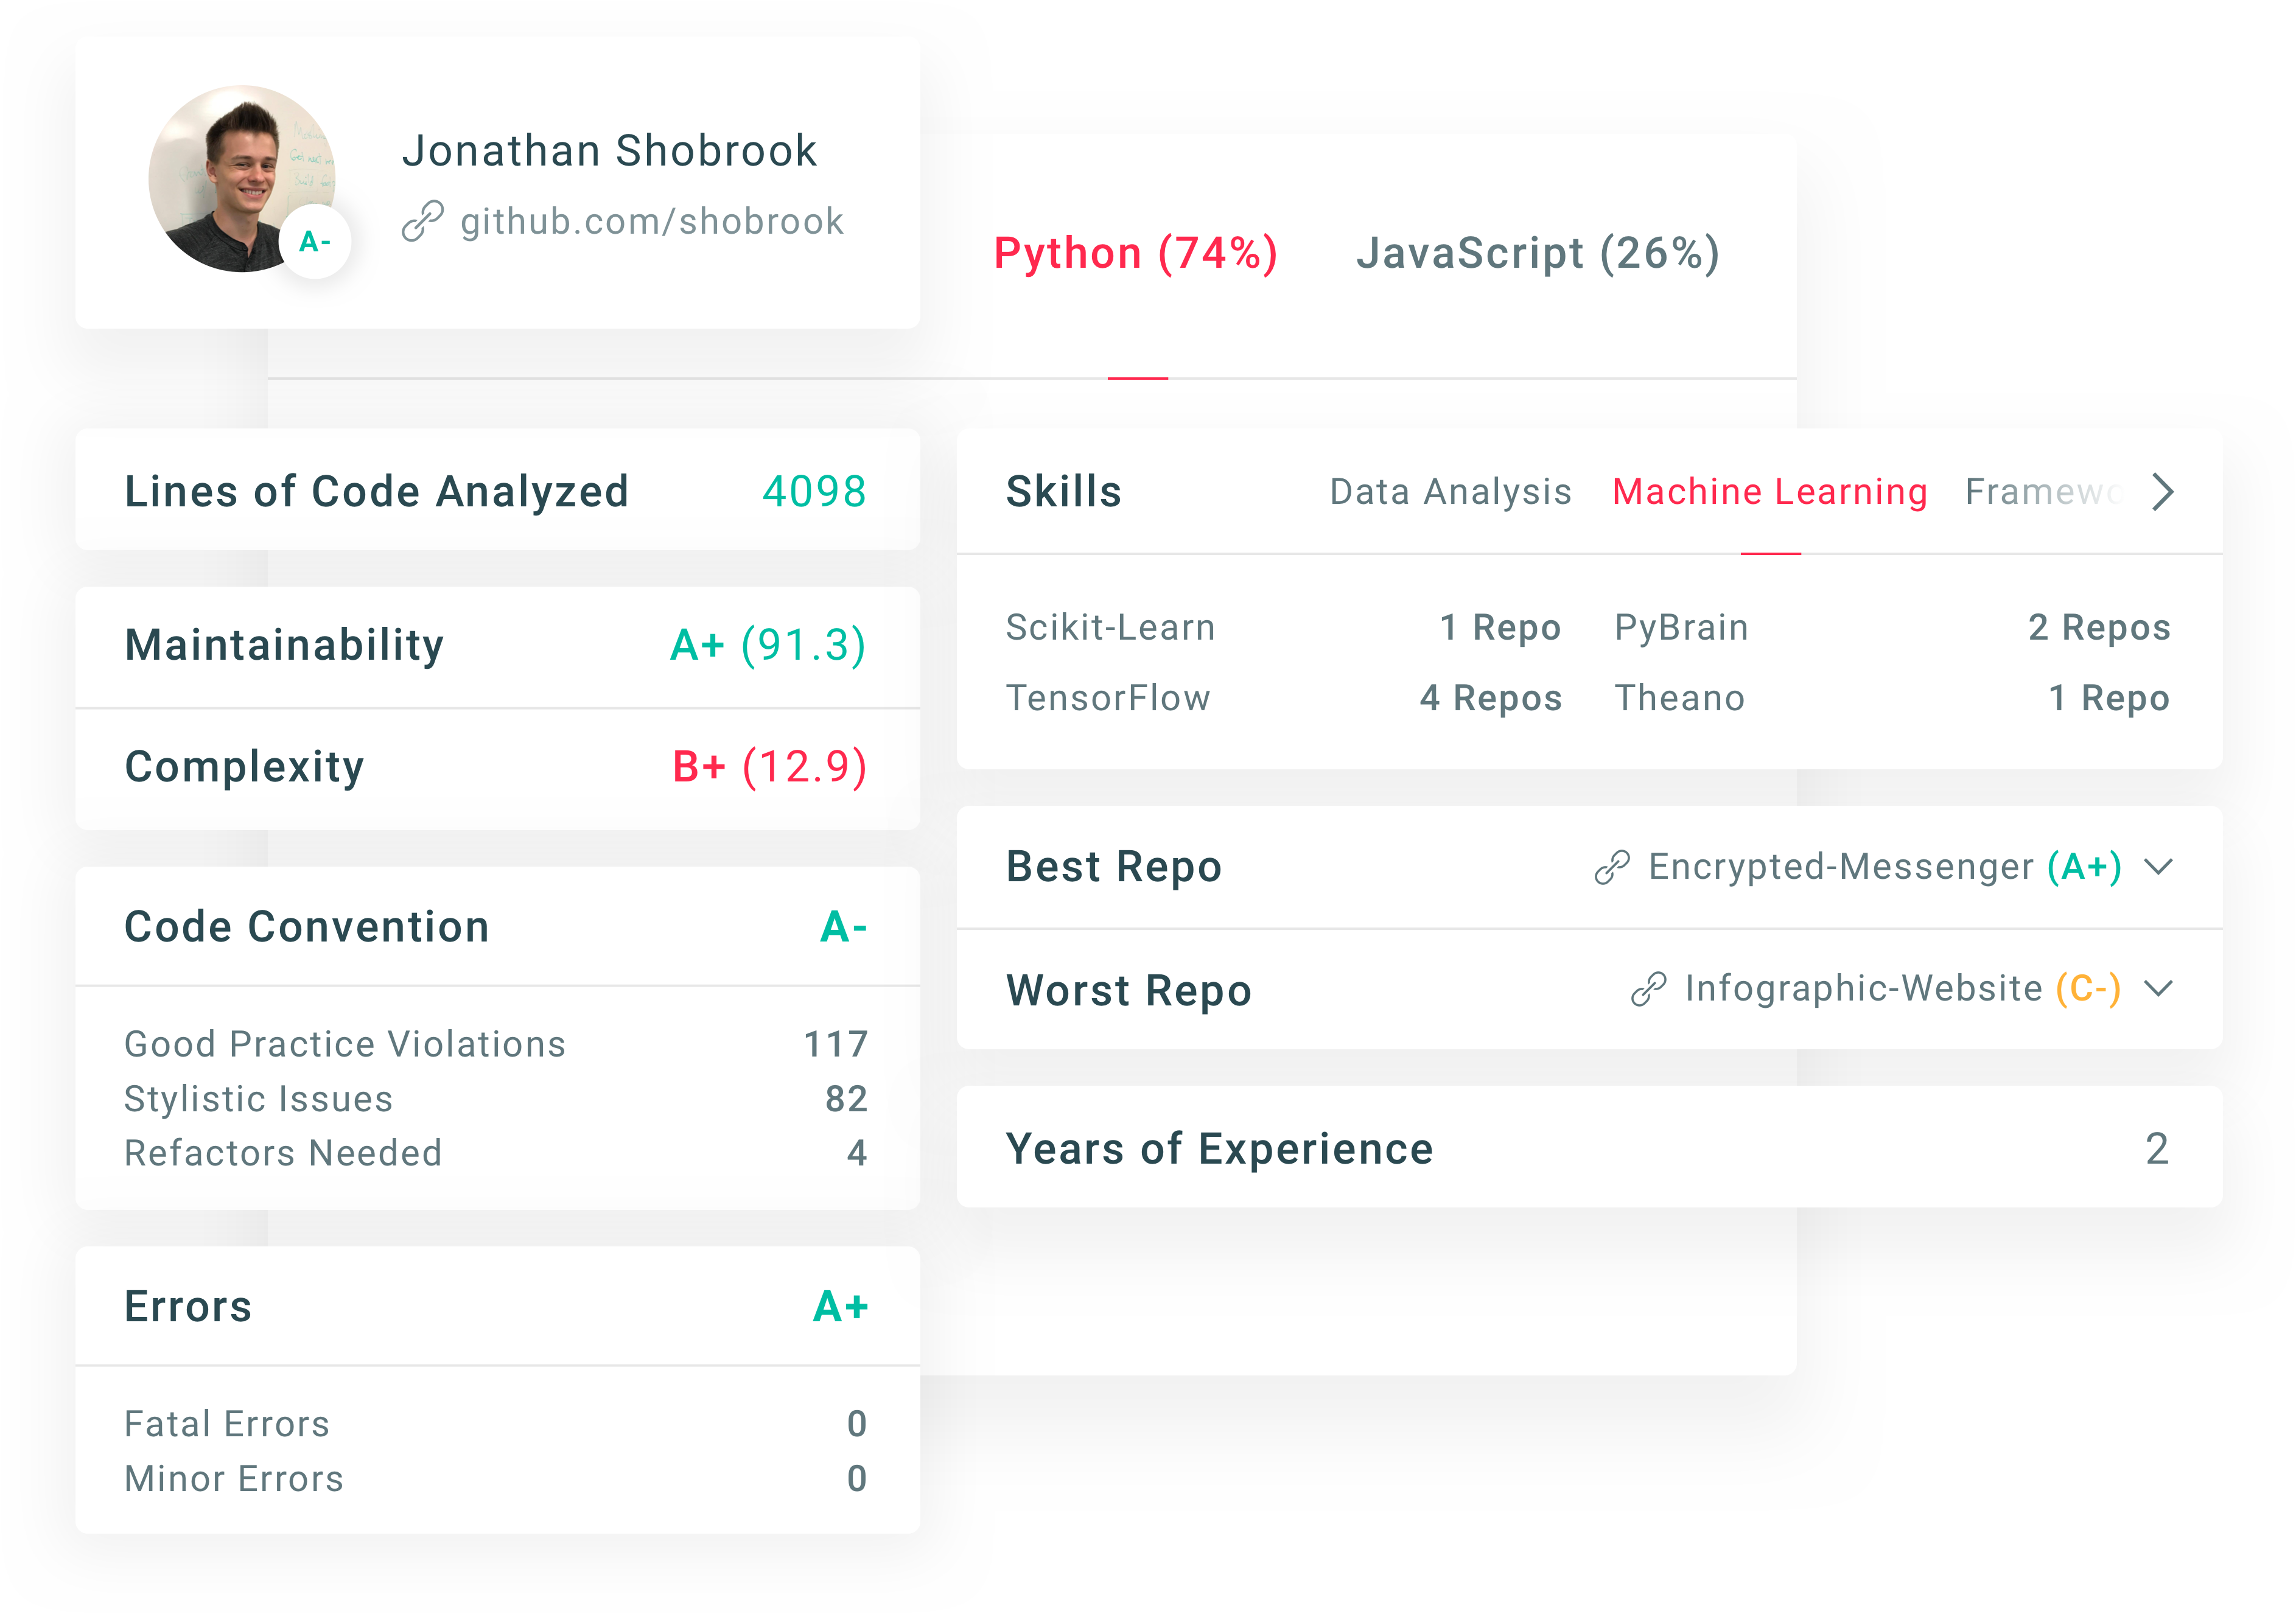 Jonathan Shobrook
github.com/shobrook
A-
Python (74%) JavaScript (26%)
Lines of Code Analyzed 4098
Maintainability A+ (91.3)
Complexity B+ (12.9)
Code Convention A-
Good Practice Violations 117
Stylistic Issues 82
Refactors Needed 4
Errors A+
Fatal Errors 0
Minor Errors 0
Skills Data Analysis Machine Learning Framewo
Scikit-Learn 1 Repo PyBrain 2 Repos
TensorFlow 4 Repos Theano 1 Repo
Best Repo Encrypted-Messenger (A+)
Worst Repo Infographic-Website (C-)
Years of Experience 2